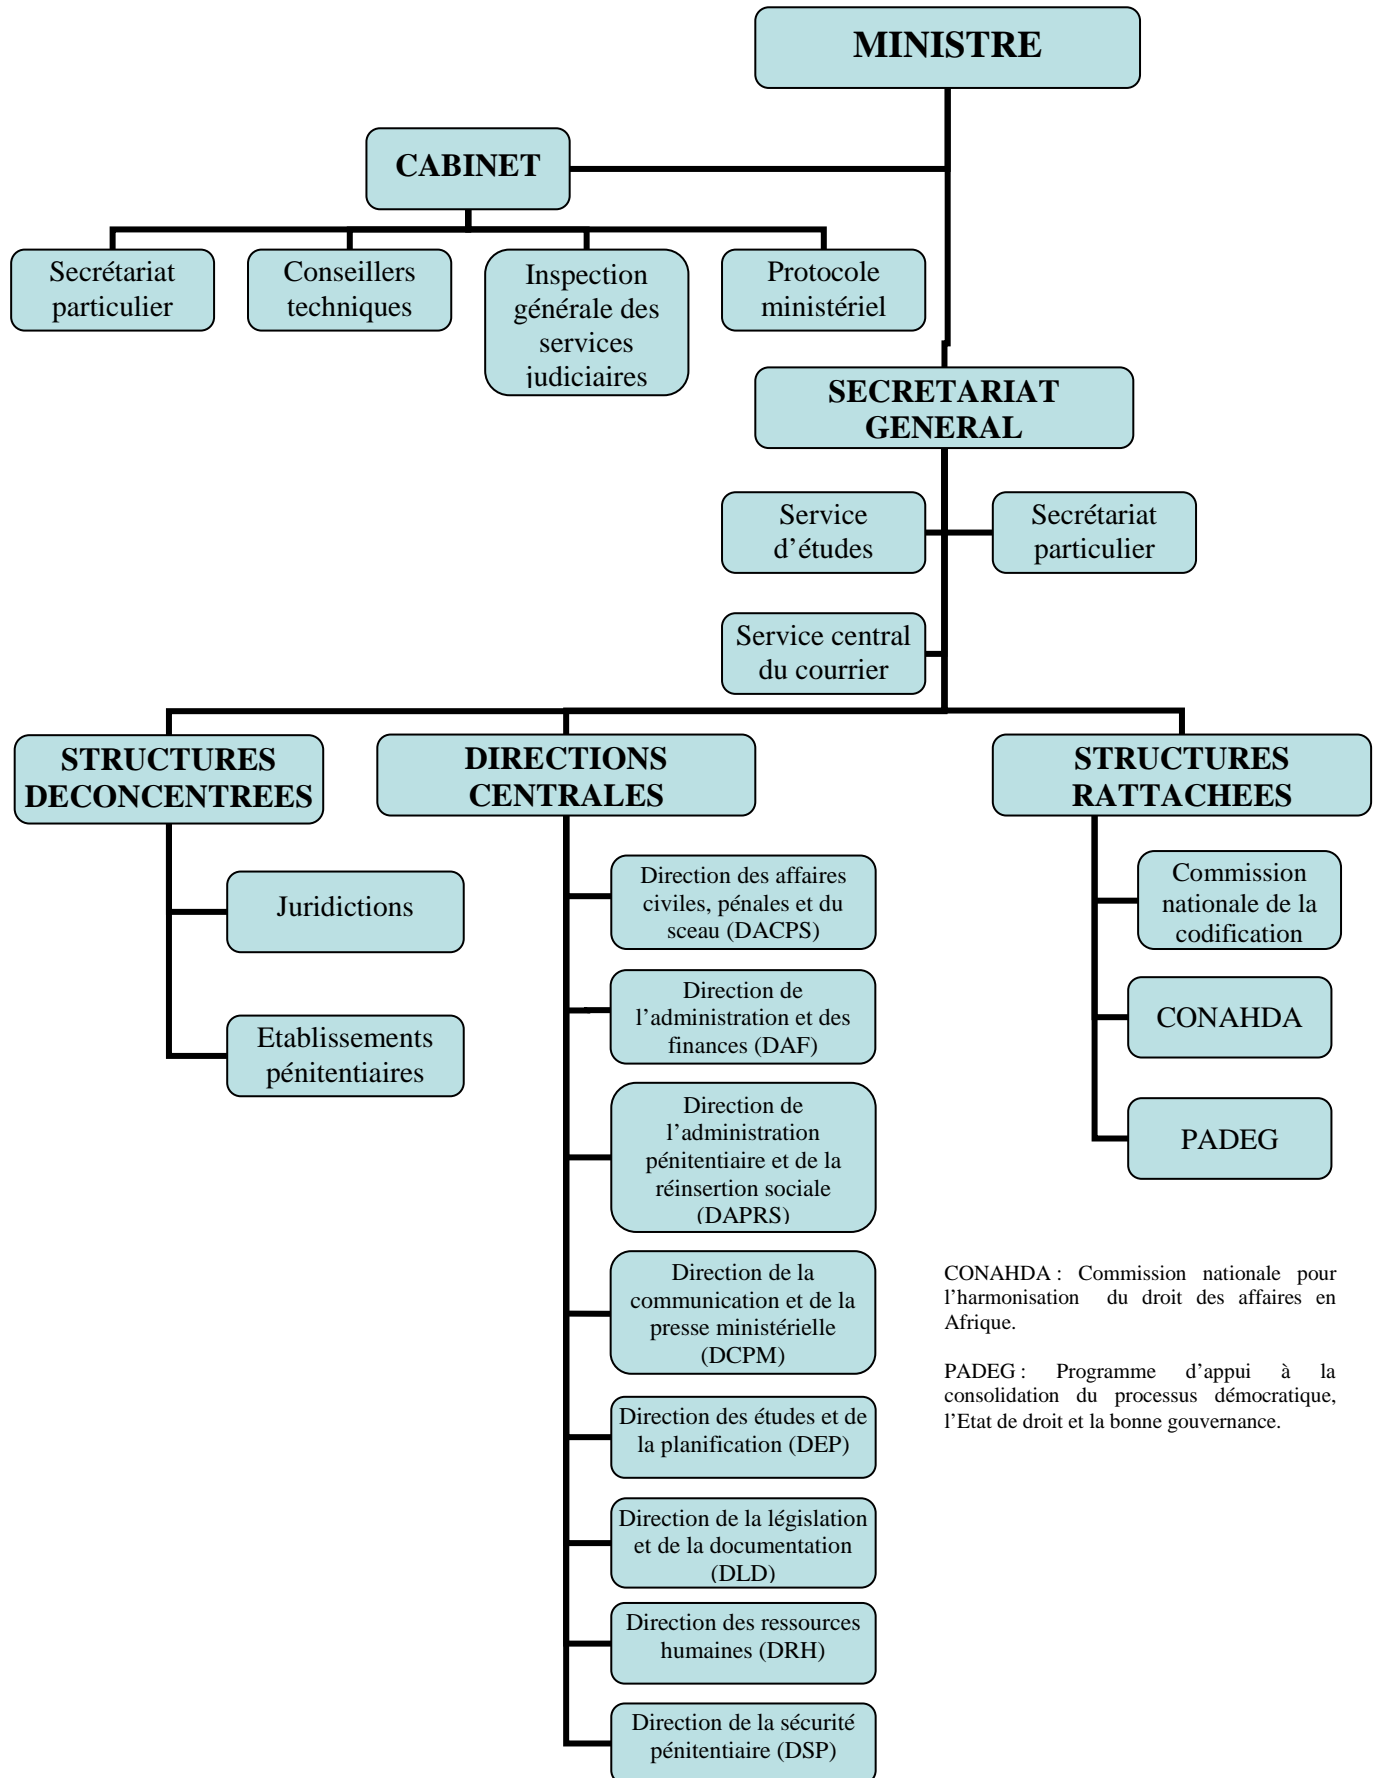 MINISTRE
CABINET
Secrétariat
particulier
Conseillers
techniques
Inspection
générale des
services
judiciaires
Protocole
ministériel
SECRETARIAT
GENERAL
Service
d’études
Secrétariat
particulier
Service central
du courrier
STRUCTURES
DECONCENTREES
Juridictions
Etablissements
pénitentiaires
DIRECTIONS
CENTRALES
Direction des affaires
civiles, pénales et du
sceau (DACPS)
Direction de
l’administration et des
finances (DAF)
Direction de
l’administration
pénitentiaire et de la
réinsertion sociale
(DAPRS)
Direction de la
communication et de la
presse ministérielle
(DCPM)
Direction des études et de
la planification (DEP)
Direction de la législation
et de la documentation
(DLD)
Direction des ressources
humaines (DRH)
Direction de la sécurité
pénitentiaire (DSP)
STRUCTURES
RATTACHEES
Commission
nationale de la
codification
CONAHDA
PADEG
CONAHDA : Commission nationale pour
l’harmonisation du droit des affaires en
Afrique.
PADEG : Programme d’appui à la
consolidation du processus démocratique,
l’Etat de droit et la bonne gouvernance.